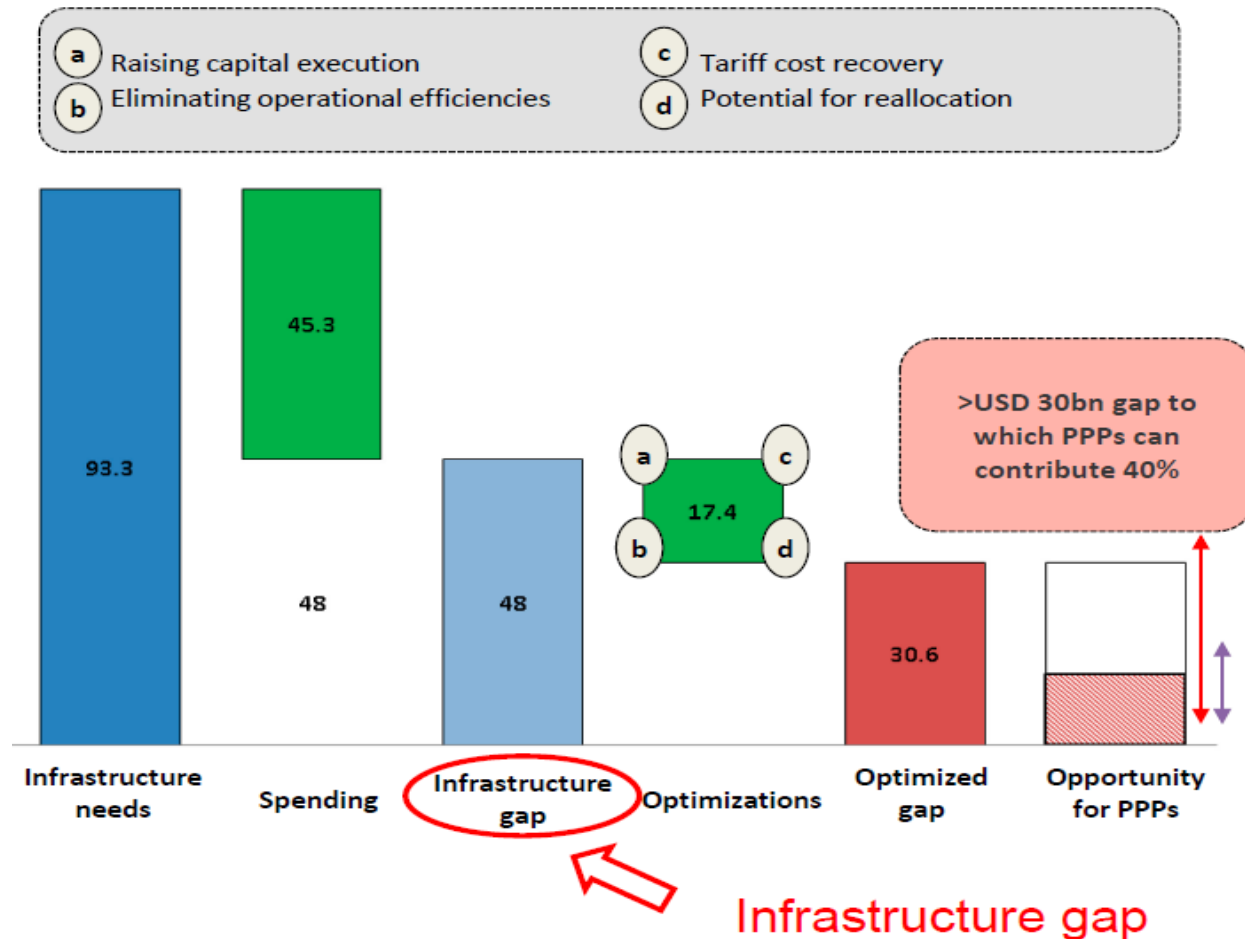 a Raising capital execution
b Eliminating operational efficiencies
c Tariff cost recovery
d Potential for reallocation
93.3
45.3
48
48
a
c
17.4
b
d
30.6
>USD 30bn gap to
which PPPs can
contribute 40%
Infrastructure
needs
Spending
Infrastructure
gap
Optimizations
Optimized
gap
Opportunity
for PPPs
Infrastructure gap